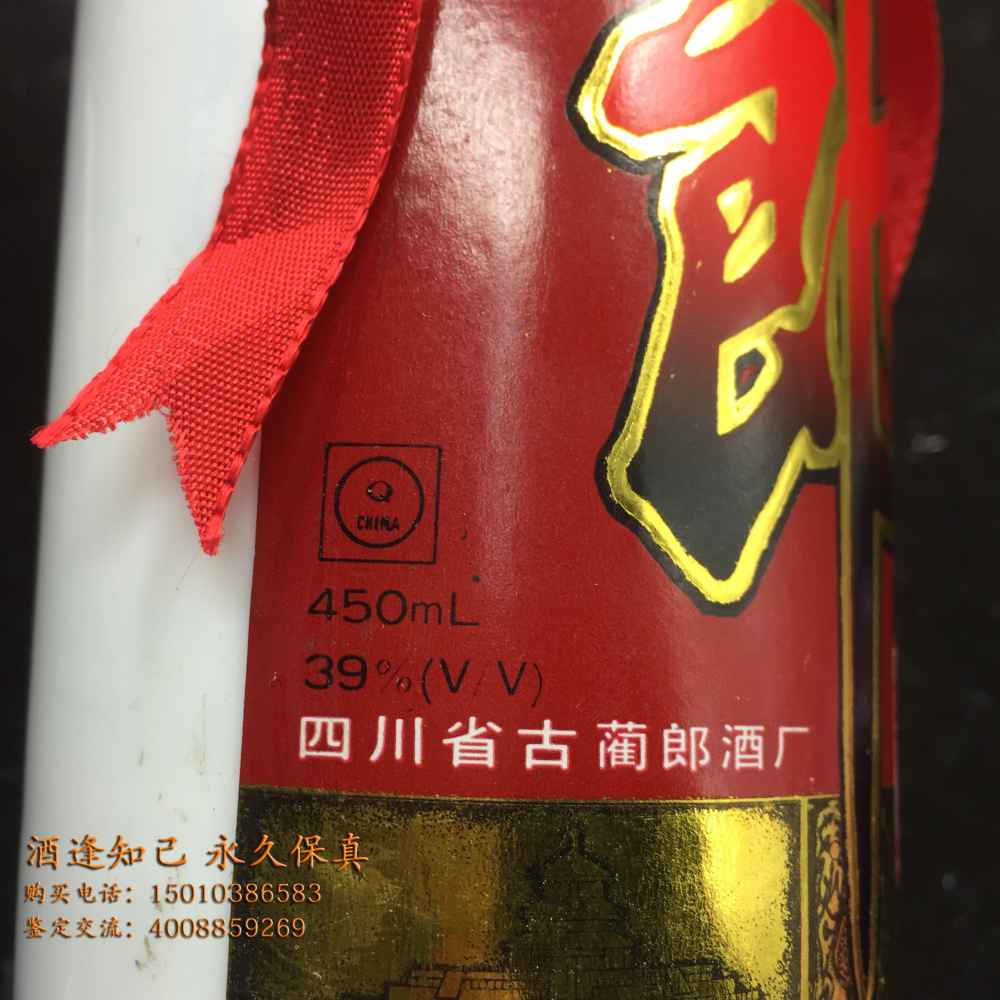 郎
Q
CHINA
450mL
39%(V/V)
四川省古蔺郎酒厂
酒逢知己 永久保真
购买电话：15010386583
鉴定交流：4008859269